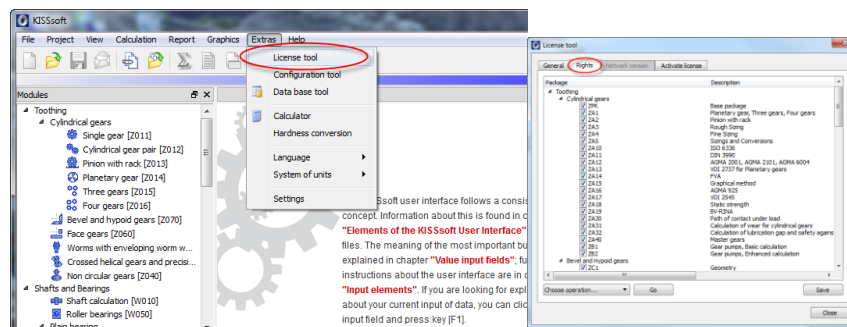 KISSsoft
File Project View Calculation Report Graphics Extras Help
License tool
Configuration tool
Data base tool
Calculator
Hardness conversion
Language
System of units
Settings
Modules
Toothing
Cylindrical gears
Single gear [Z011]
Cylindrical gear pair [Z012]
Pinion with rack [Z013]
Planetary gear [Z014]
Three gears [Z015]
Four gears [Z016]
Bevel and hypoid gears [Z070]
Face gears [Z060]
Worms with enveloping worm w...
Crossed helical gears and precisi...
Non circular gears [Z040]
Shafts and Bearings
Shaft calculation [W010]
Roller bearings [W050]
Plain bearing
Ssoft user interface follows a consis
concept. Information about this is found in c
"Elements of the KISSsoft User Interface"
files. The meaning of the most important bu
explained in chapter "Value input fields"; fu
instructions about the user interface are in c
"Input elements". If you are looking for expl
about your current input of data, you can clic
input field and press key [F1].
License tool
General Rights Network version Activate license
Package Description
Toothing
Cylindrical gears
ZPK Base package
ZA1 Planetary gear, Three gears, Four gears
ZA2 Pinion with rack
ZA3 Rough Sizing
ZA4 Fine Sizing
ZA5 Sizings and Conversions
ZA10 ISO 6336
ZA11 DIN 3990
ZA12 AGMA 2001, AGMA 2101, AGMA 6004
ZA13 VDI 2737 for Planetary gears
ZA14 FVA
ZA15 Graphical method
ZA16 AGMA 925
ZA17 VDI 2545
ZA18 Static strength
ZA19 BV-RINA
ZA30 Path of contact under load
ZA31 Calculation of wear for cylindrical gears
ZA32 Calculation of lubrication gap and safety agains
ZA40 Master gears
ZB1 Gear pumps, Basic calculation
ZB2 Gear pumps, Enhanced calculation
Bevel and Hypoid gears
ZC1 Geometry
Choose operation... Go Save
Close